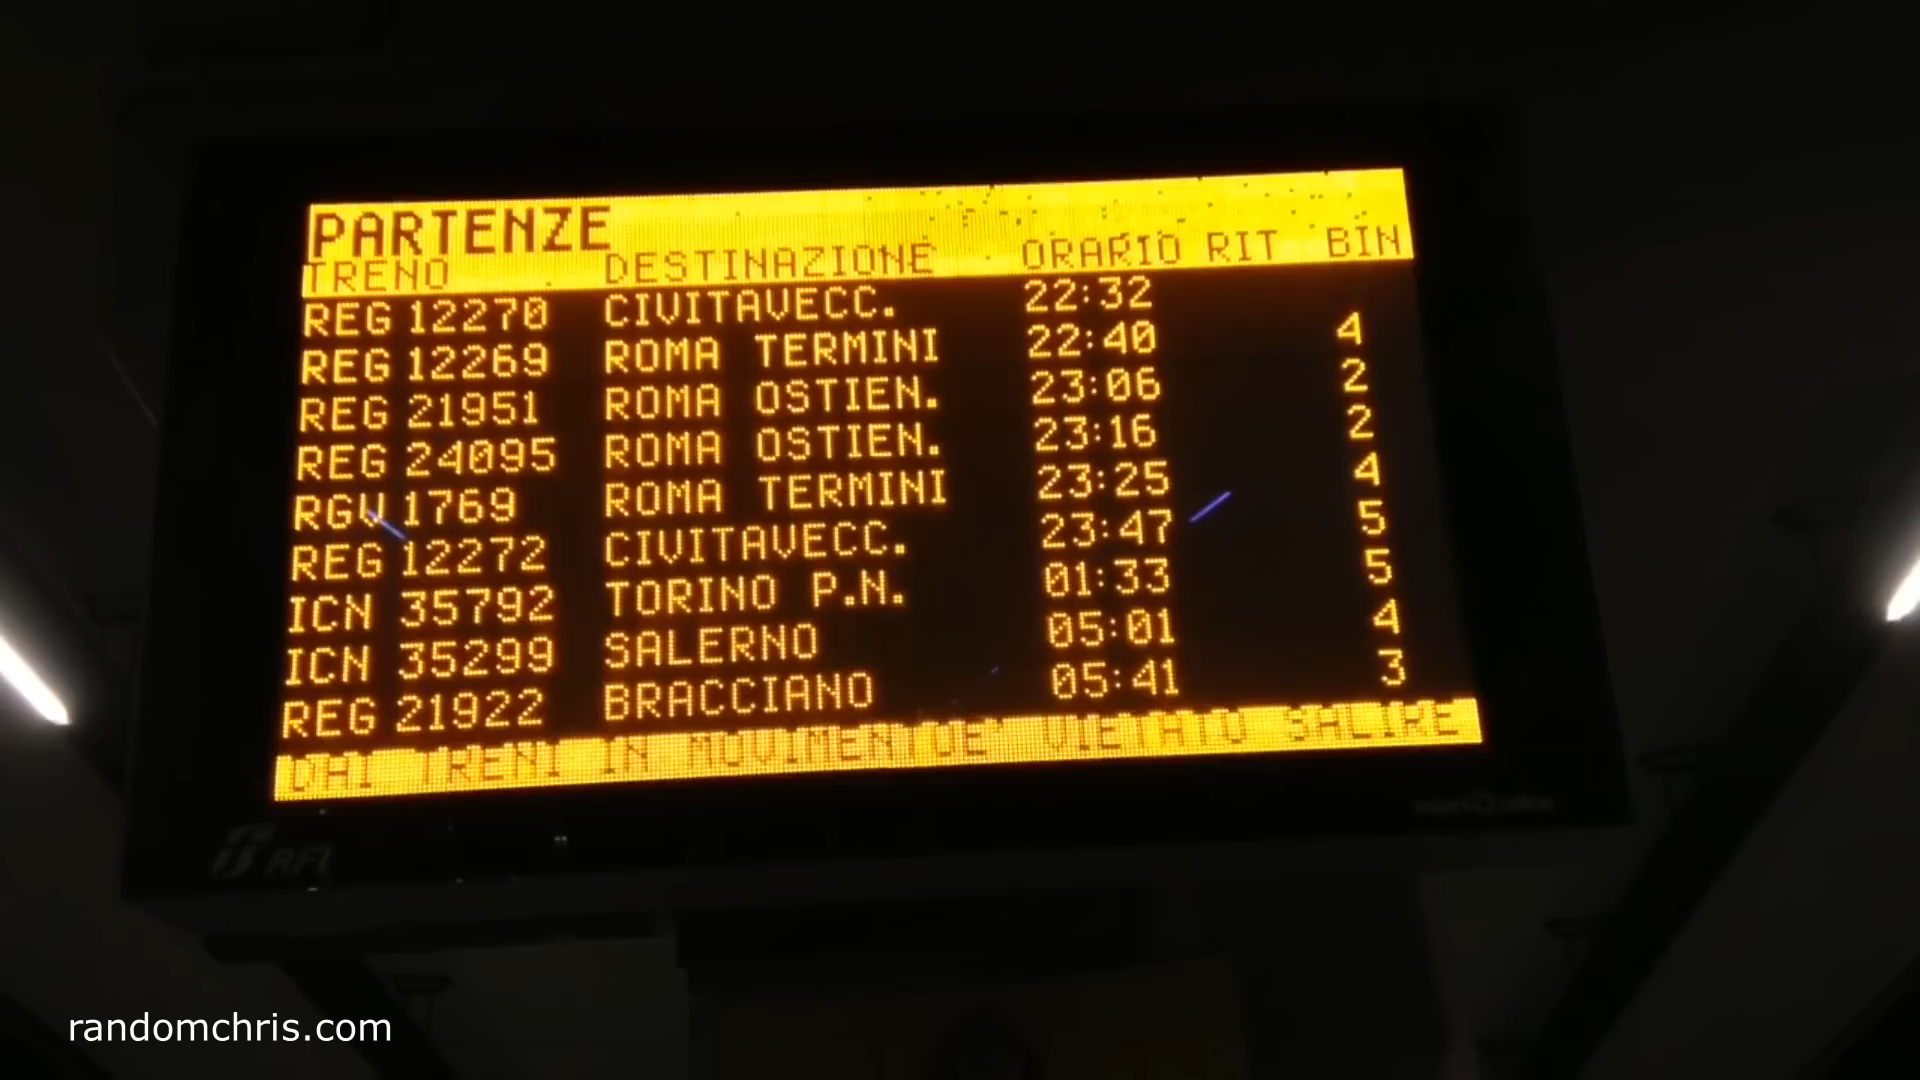 PARTENZE
TRENO DESTINAZIONE ORARIO RIT BIN
REG 12270 CIVITAVECC. 22:32
REG 12269 ROMA TERMINI 22:40 4
REG 21951 ROMA OSTIEN. 23:06 2
REG 24095 ROMA OSTIEN. 23:16 2
RGV 1769 ROMA TERMINI 23:25 4
REG 12272 CIVITAVECC. 23:47 5
ICN 35792 TORINO P.N. 01:33 5
ICN 35299 SALERNO 05:01 4
REG 21922 BRACCIANO 05:41 3
DAI TRENI IN MOVIMENTOE' VIETATO SALIRE
RFI
randomchris.com